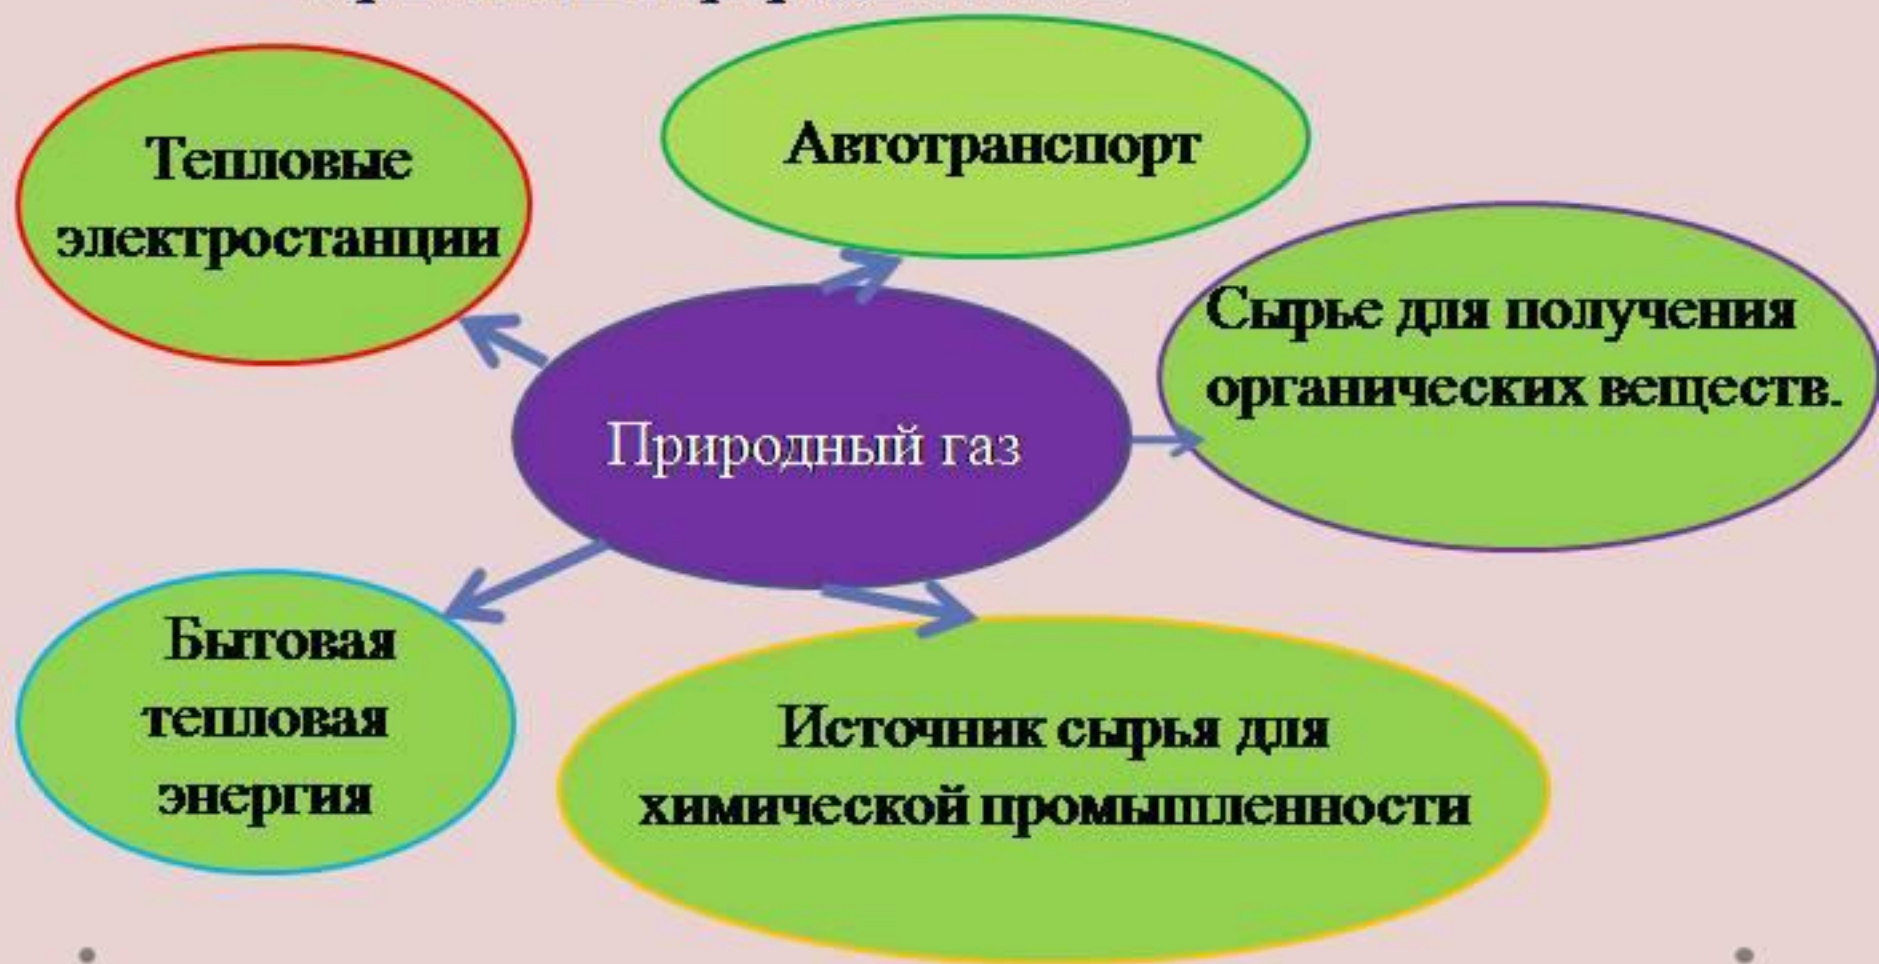 Тепловые
электростанции
Автотранспорт
Сырье для получения
органических веществ.
Природный газ
Бытовая
тепловая
энергия
Источник сырья для
химической промышленности